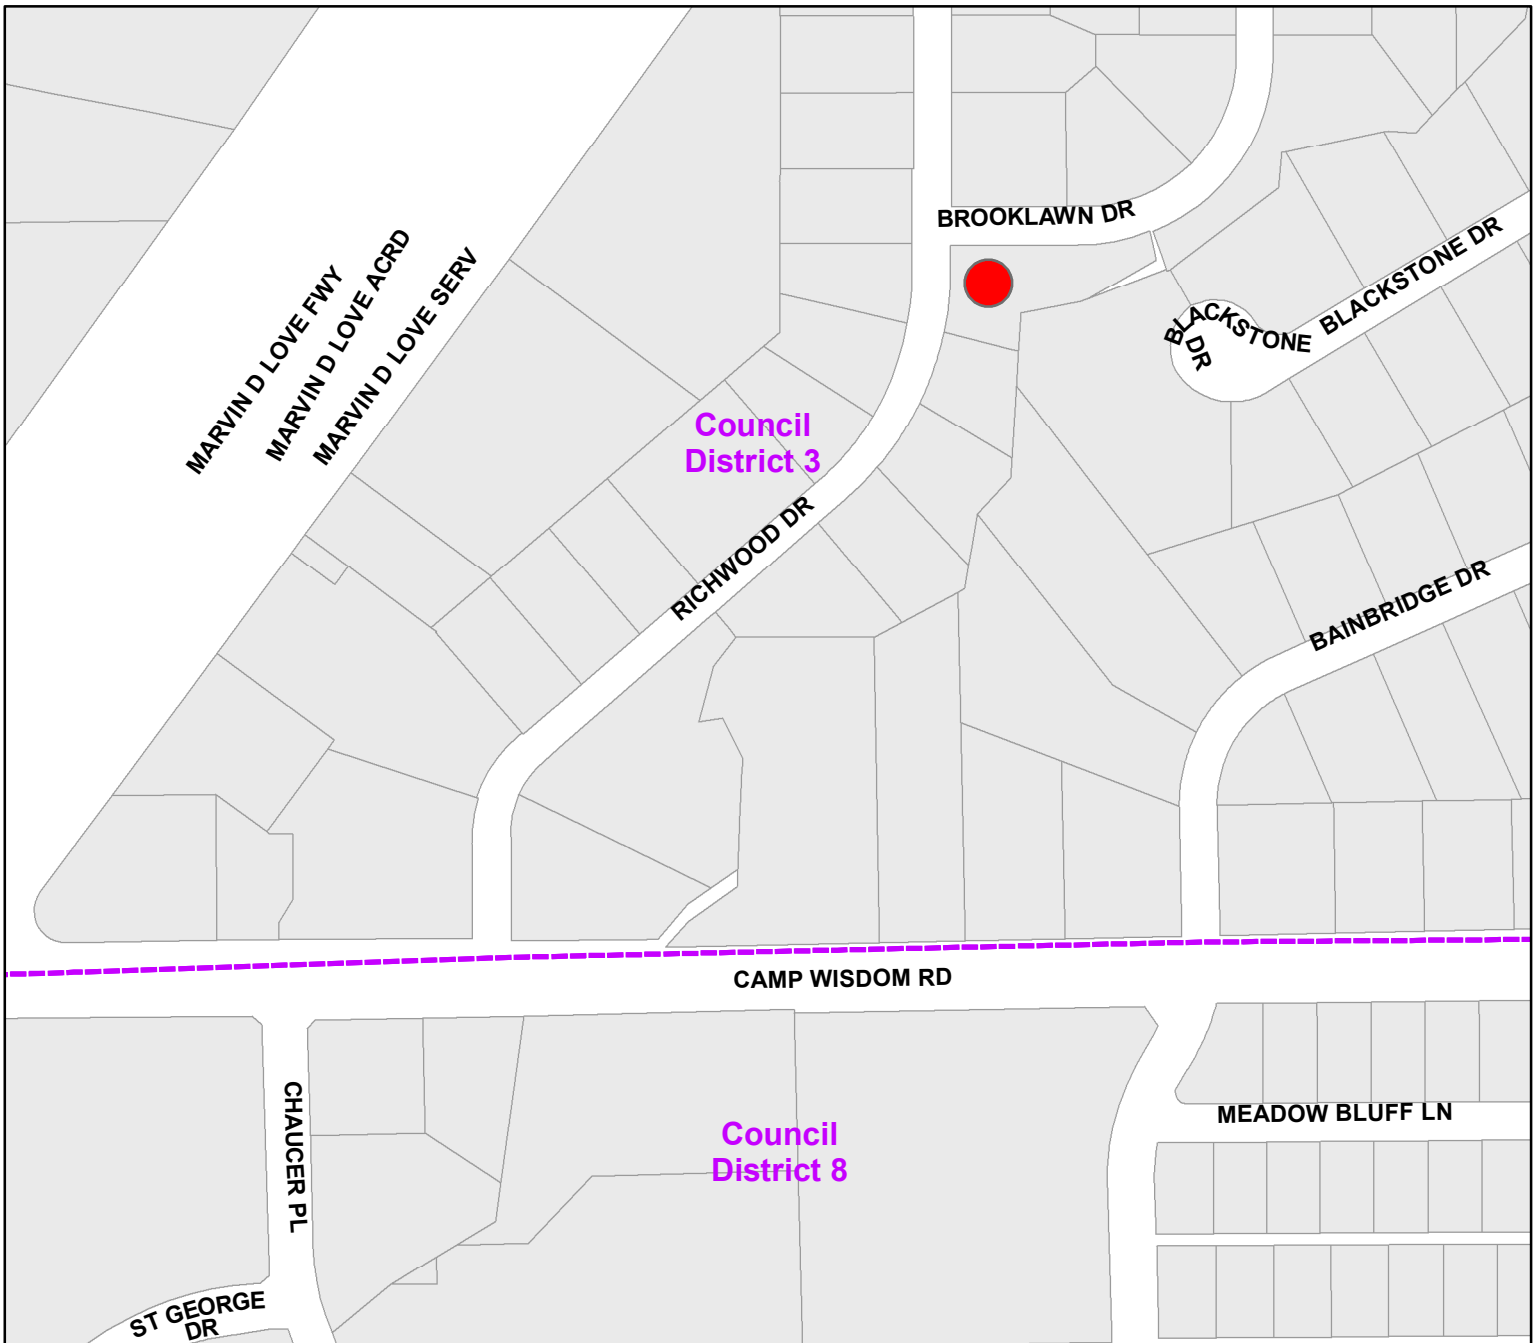 BROOKLAWN DR
BLACKSTONE DR
BLACKSTONE
DR
MARVIN D LOVE FWY
MARVIN D LOVE ACRD
MARVIN D LOVE SERV
Council
District 3
RICHWOOD DR
BAINBRIDGE DR
CAMP WISDOM RD
CHAUCER PL
MEADOW BLUFF LN
Council
District 8
ST GEORGE
DR